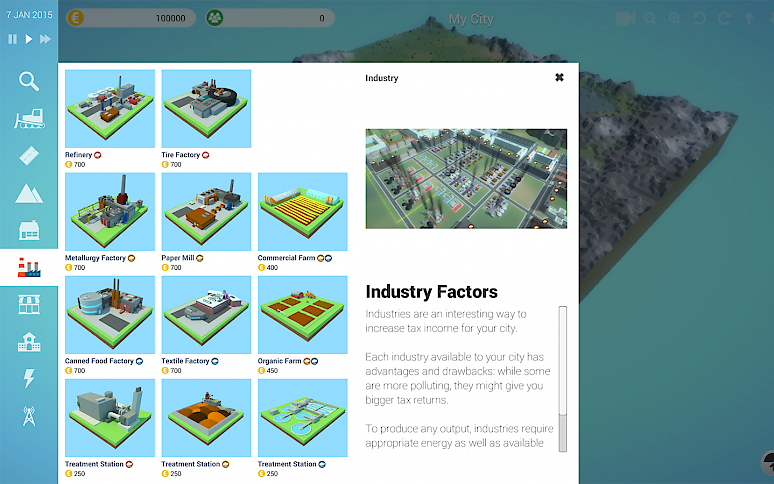 7 JAN 2015
100000
0
My City
Industry
Refinery
700
Tire Factory
700
Metallurgy Factory
700
Paper Mill
700
Commercial Farm
400
Canned Food Factory
700
Textile Factory
700
Organic Farm
450
Treatment Station
250
Treatment Station
250
Treatment Station
250
Industry Factors
Industries are an interesting way to
increase tax income for your city.
Each industry available to your city has
advantages and drawbacks: while some
are more polluting, they might give you
bigger tax returns.
To produce any output, industries require
appropriate energy as well as available